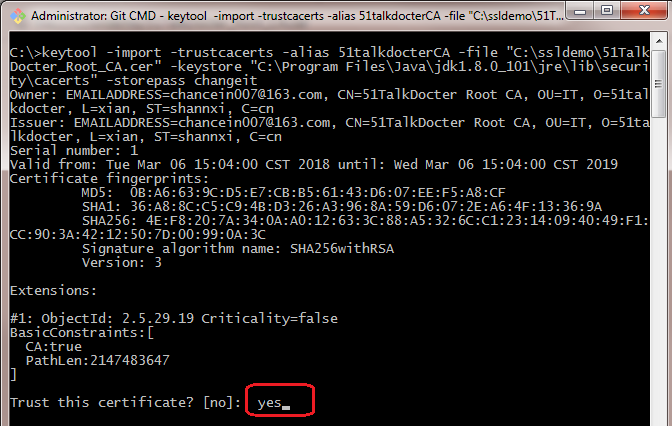 Administrator: Git CMD - keytool -import -trustcacerts -alias 51talkdocterCA -file "C:\ssldemo\51T...
C:\>keytool -import -trustcacerts -alias 51talkdocterCA -file "C:\ssldemo\51Talk
Docter_Root_CA.cer" -keystore "C:\Program Files\Java\jdk1.8.0_101\jre\lib\securi
ty\cacerts" -storepass changeit
Owner: EMAILADDRESS=chancein007@163.com, CN=51TalkDocter Root CA, OU=IT, O=51tal
kdocter, L=xian, ST=shannxi, C=cn
Issuer: EMAILADDRESS=chancein007@163.com, CN=51TalkDocter Root CA, OU=IT, O=51ta
lkdocter, L=xian, ST=shannxi, C=cn
Serial number: 1
Valid from: Tue Mar 06 15:04:00 CST 2018 until: Wed Mar 06 15:04:00 CST 2019
Certificate fingerprints:
MD5: 0B:A6:63:9C:D5:E7:CB:B5:61:43:D6:07:EE:F5:A8:CF
SHA1: 36:A8:8C:C5:C9:4B:D3:26:A3:96:8A:59:D6:07:2E:A6:4F:13:36:9A
SHA256: 4E:F8:20:7A:34:0A:A0:12:63:3C:88:A5:32:6C:C1:23:14:09:40:49:F1:
CC:90:3A:42:12:50:7D:00:99:0A:3C
Signature algorithm name: SHA256withRSA
Version: 3
Extensions:
#1: ObjectId: 2.5.29.19 Criticality=false
BasicConstraints:[
CA:true
PathLen:2147483647
]
Trust this certificate? [no]: yes_